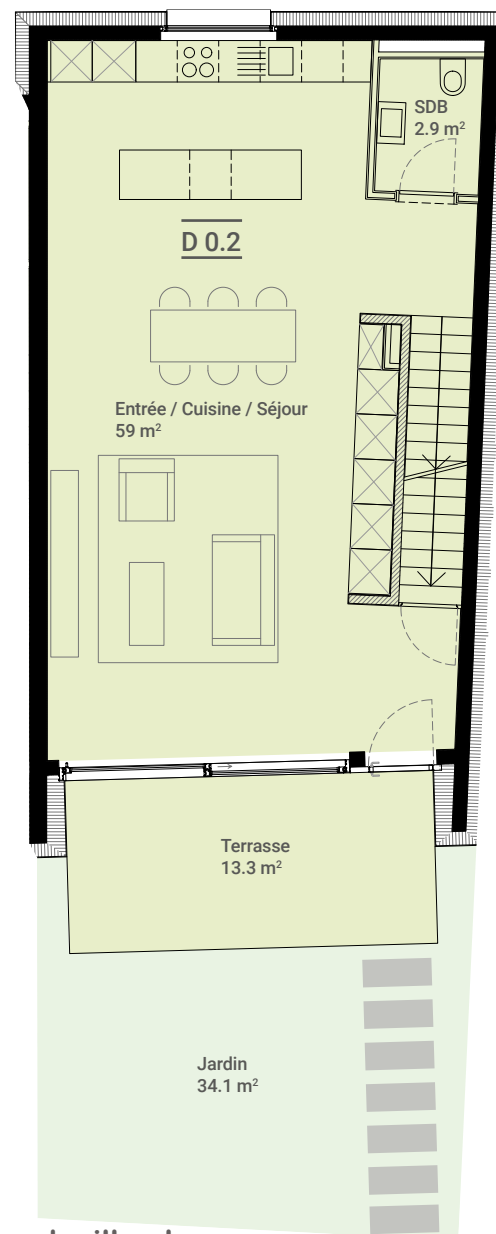 SDB
2.9 m²
D 0.2
Entrée / Cuisine / Séjour
59 m²
Terrasse
13.3 m²
Jardin
34.1 m²